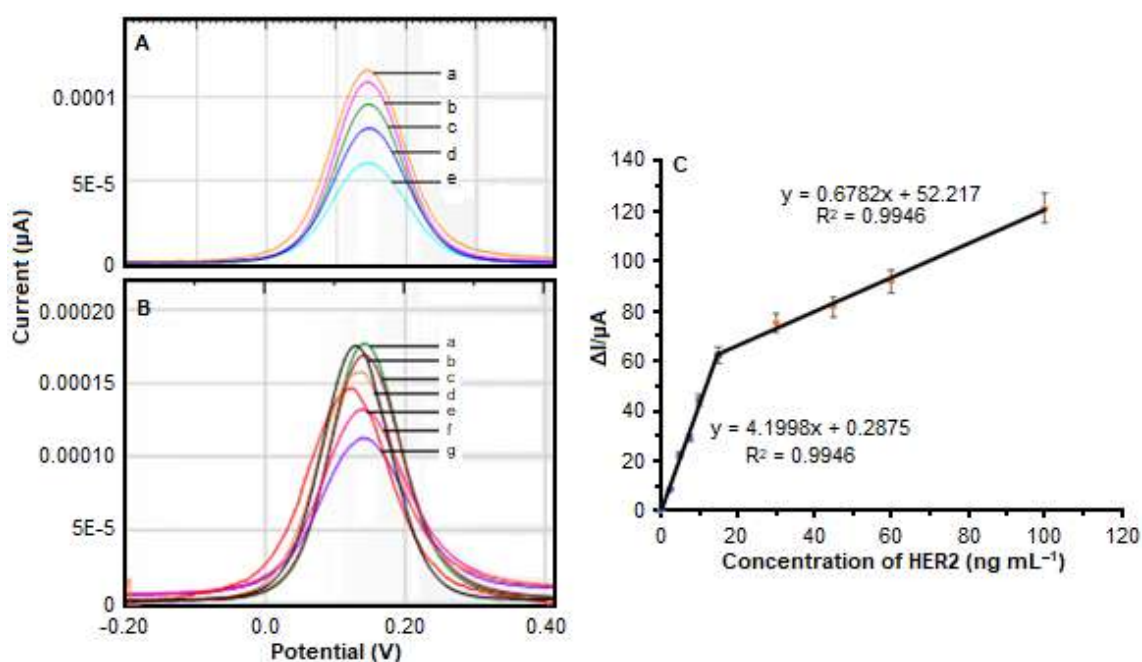 A
a
b
c
d
e
0.0001
5E-5
0
Current (µA)
B
a
b
c
d
e
f
g
0.00020
0.00015
0.00010
5E-5
0
-0.20
0.0
0.20
0.40
Potential (V)
C
140
120
100
80
60
40
20
0
ΔI/µA
y = 0.6782x + 52.217
R² = 0.9946
y = 4.1998x + 0.2875
R² = 0.9946
0
20
40
60
80
100
120
Concentration of HER2 (ng mL⁻¹)